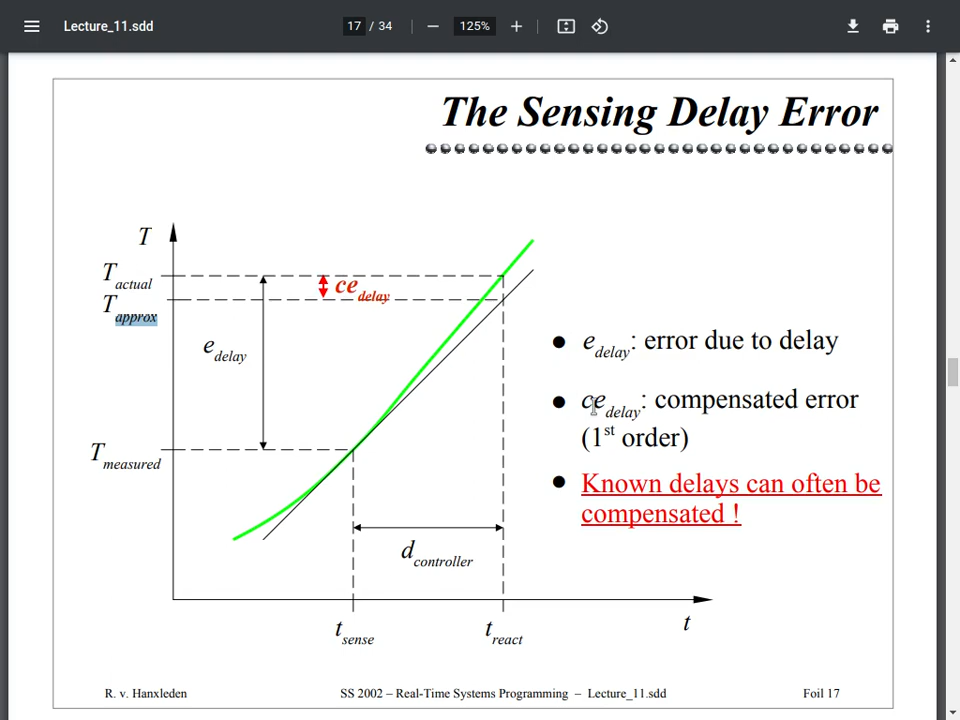 Lecture_11.sdd
17 / 34
125%
The Sensing Delay Error
T
T actual
T approx
ce delay
e delay
T measured
d controller
t sense
t react
t
e delay: error due to delay
ce delay: compensated error
(1st order)
Known delays can often be
compensated !
R. v. Hanxleden
SS 2002 – Real-Time Systems Programming – Lecture_11.sdd
Foil 17